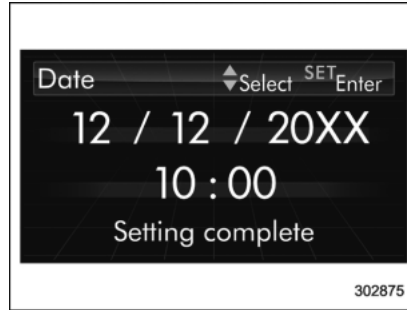 Date Select SET Enter
12 / 12 / 20XX
10 : 00
Setting complete
302875